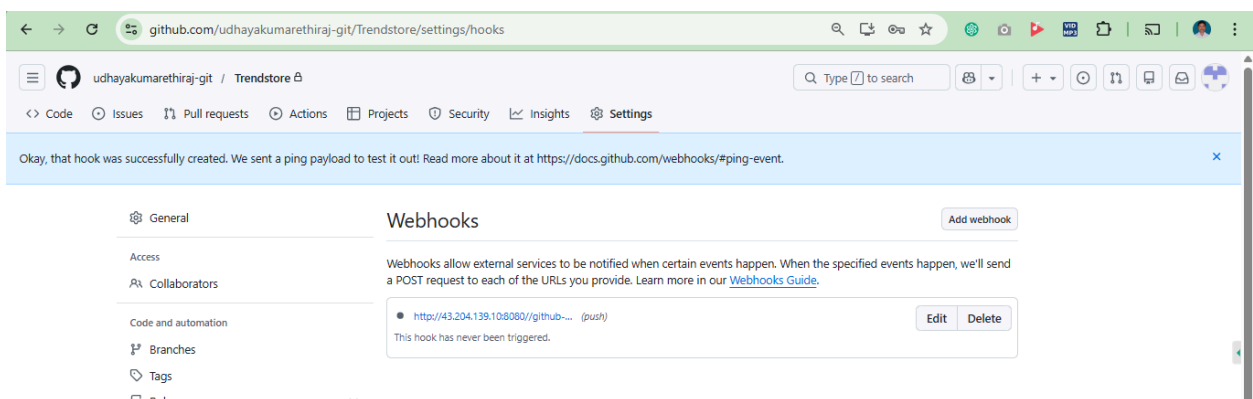 github.com/udhayakumarethiraj-git/Trendstore/settings/hooks
VID
MP3
udhayakumarethiraj-git / Trendstore
Type / to search
Code Issues Pull requests Actions Projects Security Insights Settings
Okay, that hook was successfully created. We sent a ping payload to test it out! Read more about it at https://docs.github.com/webhooks/#ping-event.
General
Access
Collaborators
Code and automation
Branches
Tags
Webhooks
Add webhook
Webhooks allow external services to be notified when certain events happen. When the specified events happen, we'll send
a POST request to each of the URLs you provide. Learn more in our Webhooks Guide.
http://43.204.139.10:8080//github-... (push)
Edit Delete
This hook has never been triggered.